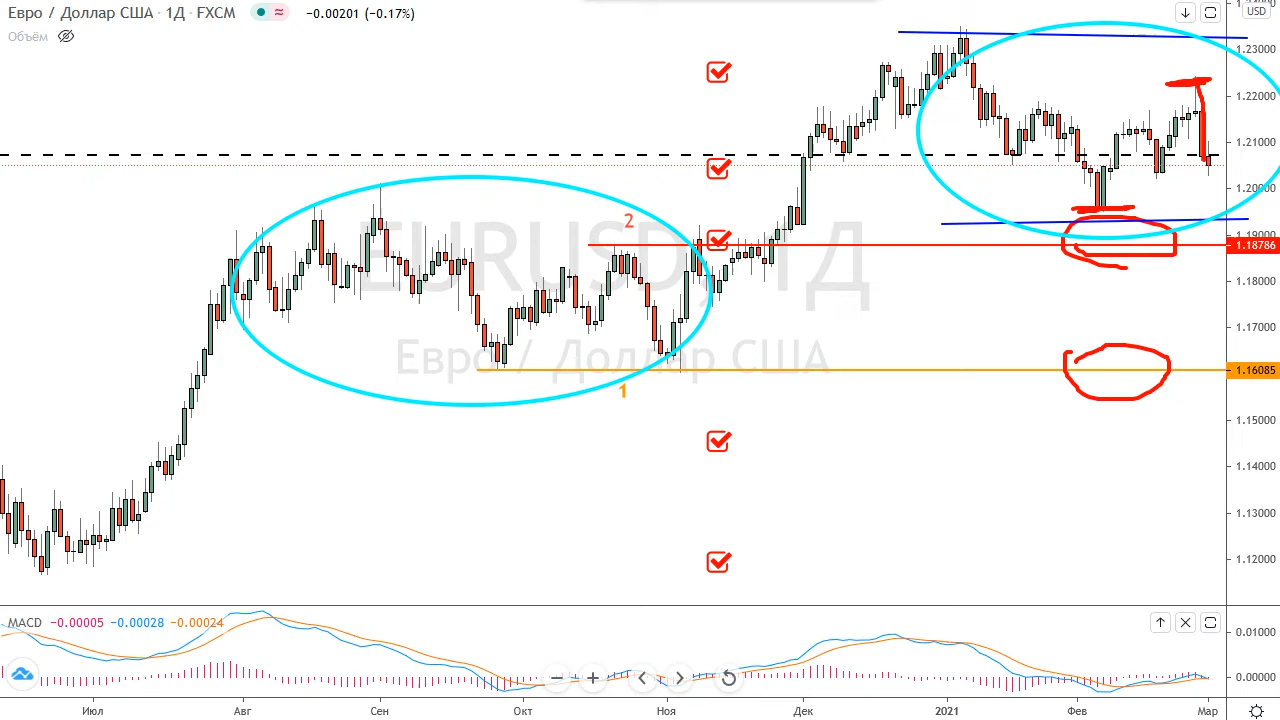 Евро / Доллар США · 1Д · FXCM −0.00201 (−0.17%)
Объём
USD
1.23000
1.22000
1.21000
1.20000
1.19000
1.18786
1.18000
1.17000
1.16085
1.15000
1.14000
1.13000
1.12000
2
1
EURUSD, 1Д
Евро / Доллар США
MACD −0.00005 −0.00028 −0.00024
0.01000
0.00000
Июл Авг Сен Окт Ноя Дек 2021 Фев Мар